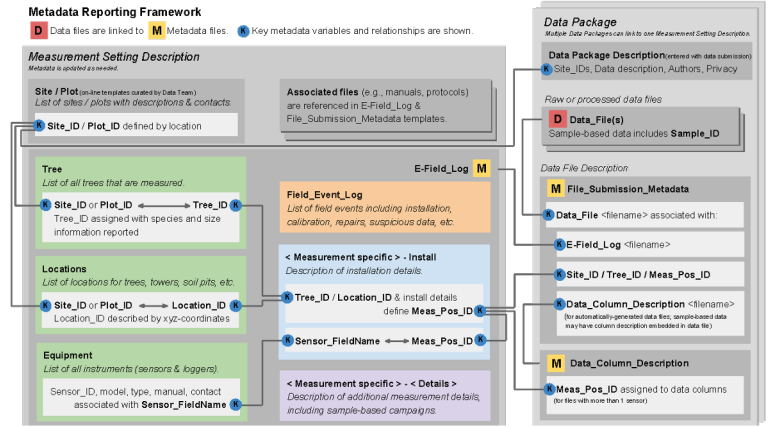 Metadata Reporting Framework
D Data files are linked to M Metadata files. K Key metadata variables and relationships are shown.
Measurement Setting Description
Metadata is updated as needed.
Site / Plot (on-line templates curated by Data Team)
List of sites / plots with descriptions & contacts.
K Site_ID / Plot_ID defined by location
Associated files (e.g., manuals, protocols)
are referenced in E-Field_Log &
File_Submission_Metadata templates.
E-Field_Log M
Tree
List of all trees that are measured.
K Site_ID or Plot_ID Tree_ID K
Tree_ID assigned with species and size
information reported
Locations
List of locations for trees, towers, soil pits, etc.
K Site_ID or Plot_ID Location_ID K
Location_ID described by xyz-coordinates
Equipment
List of all instruments (sensors & loggers).
Sensor_ID, model, type, manual, contact
associated with Sensor_FieldName K
Field_Event_Log
List of field events including installation,
calibration, repairs, suspicious data, etc.
< Measurement specific > - Install
Description of installation details.
K Tree_ID / Location_ID & install details
define Meas_Pos_ID K
K Sensor_FieldName Meas_Pos_ID K
< Measurement specific > - < Details >
Description of additional measurement details,
including sample-based campaigns.
Data Package
Multiple Data Packages can link to one Measurement Setting Description.
Data Package Description (entered with data submission)
K Site_IDs, Data description, Authors, Privacy
Raw or processed data files
D Data_File(s)
Sample-based data includes Sample_ID
Data File Description
M File_Submission_Metadata
K Data_File <filename> associated with:
K E-Field_Log <filename>
K Site_ID / Tree_ID / Meas_Pos_ID
K Data_Column_Description <filename>
(for automatically-generated data files; sample-based data
may have column description embedded in data file)
M Data_Column_Description
K Meas_Pos_ID assigned to data columns
(for files with more than 1 sensor)